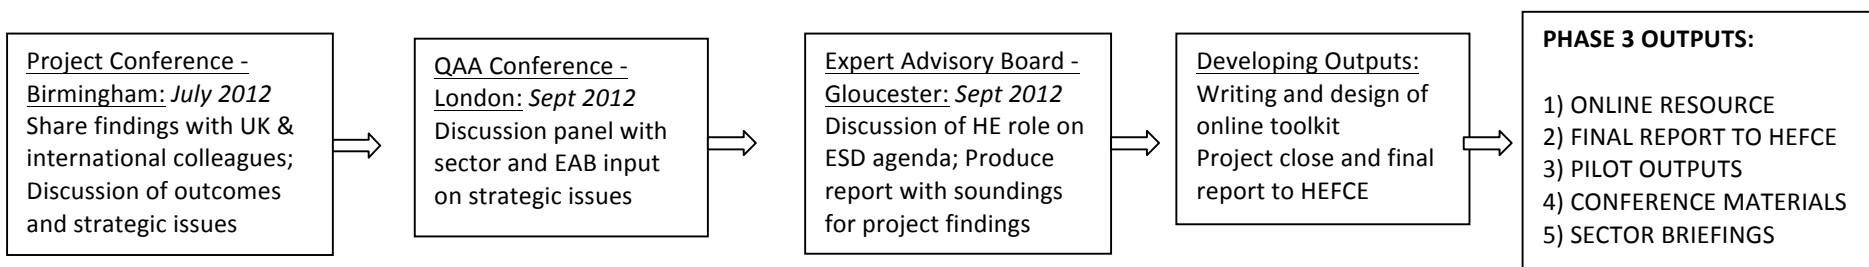 Project Conference -
Birmingham: July 2012
Share findings with UK &
international colleagues;
Discussion of outcomes
and strategic issues
QAA Conference -
London: Sept 2012
Discussion panel with
sector and EAB input
on strategic issues
Expert Advisory Board -
Gloucester: Sept 2012
Discussion of HE role on
ESD agenda; Produce
report with soundings
for project findings
Developing Outputs:
Writing and design of
online toolkit
Project close and final
report to HEFCE
PHASE 3 OUTPUTS:
1) ONLINE RESOURCE
2) FINAL REPORT TO HEFCE
3) PILOT OUTPUTS
4) CONFERENCE MATERIALS
5) SECTOR BRIEFINGS